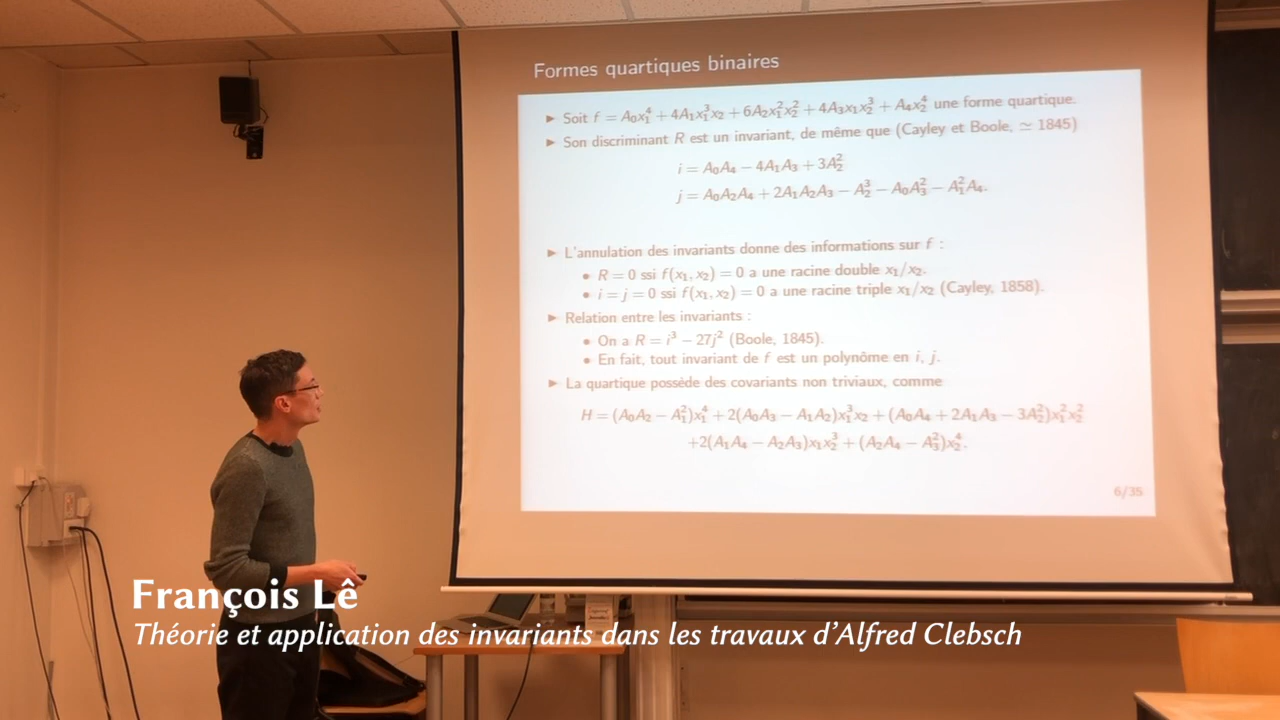 Formes quartiques binaires
► Soit f = A₀x₁⁴ + 4A₁x₁³x₂ + 6A₂x₁²x₂² + 4A₃x₁x₂³ + A₄x₂⁴ une forme quartique.
► Son discriminant R est un invariant, de même que (Cayley et Boole, ≃ 1845)
i = A₀A₄ − 4A₁A₃ + 3A₂²
j = A₀A₂A₄ + 2A₁A₂A₃ − A₂³ − A₀A₃² − A₁²A₄.
► L'annulation des invariants donne des informations sur f :
• R = 0 ssi f(x₁, x₂) = 0 a une racine double x₁/x₂.
• i = j = 0 ssi f(x₁, x₂) = 0 a une racine triple x₁/x₂ (Cayley, 1858).
► Relation entre les invariants :
• On a R = i³ − 27j² (Boole, 1845).
• En fait, tout invariant de f est un polynôme en i, j.
► La quartique possède des covariants non triviaux, comme
H = (A₀A₂ − A₁²)x₁⁴ + 2(A₀A₃ − A₁A₂)x₁³x₂ + (A₀A₄ + 2A₁A₃ − 3A₂²)x₁²x₂²
+2(A₁A₄ − A₂A₃)x₁x₂³ + (A₂A₄ − A₃²)x₂⁴.
6/35
François Lê
Théorie et application des invariants dans les travaux d'Alfred Clebsch